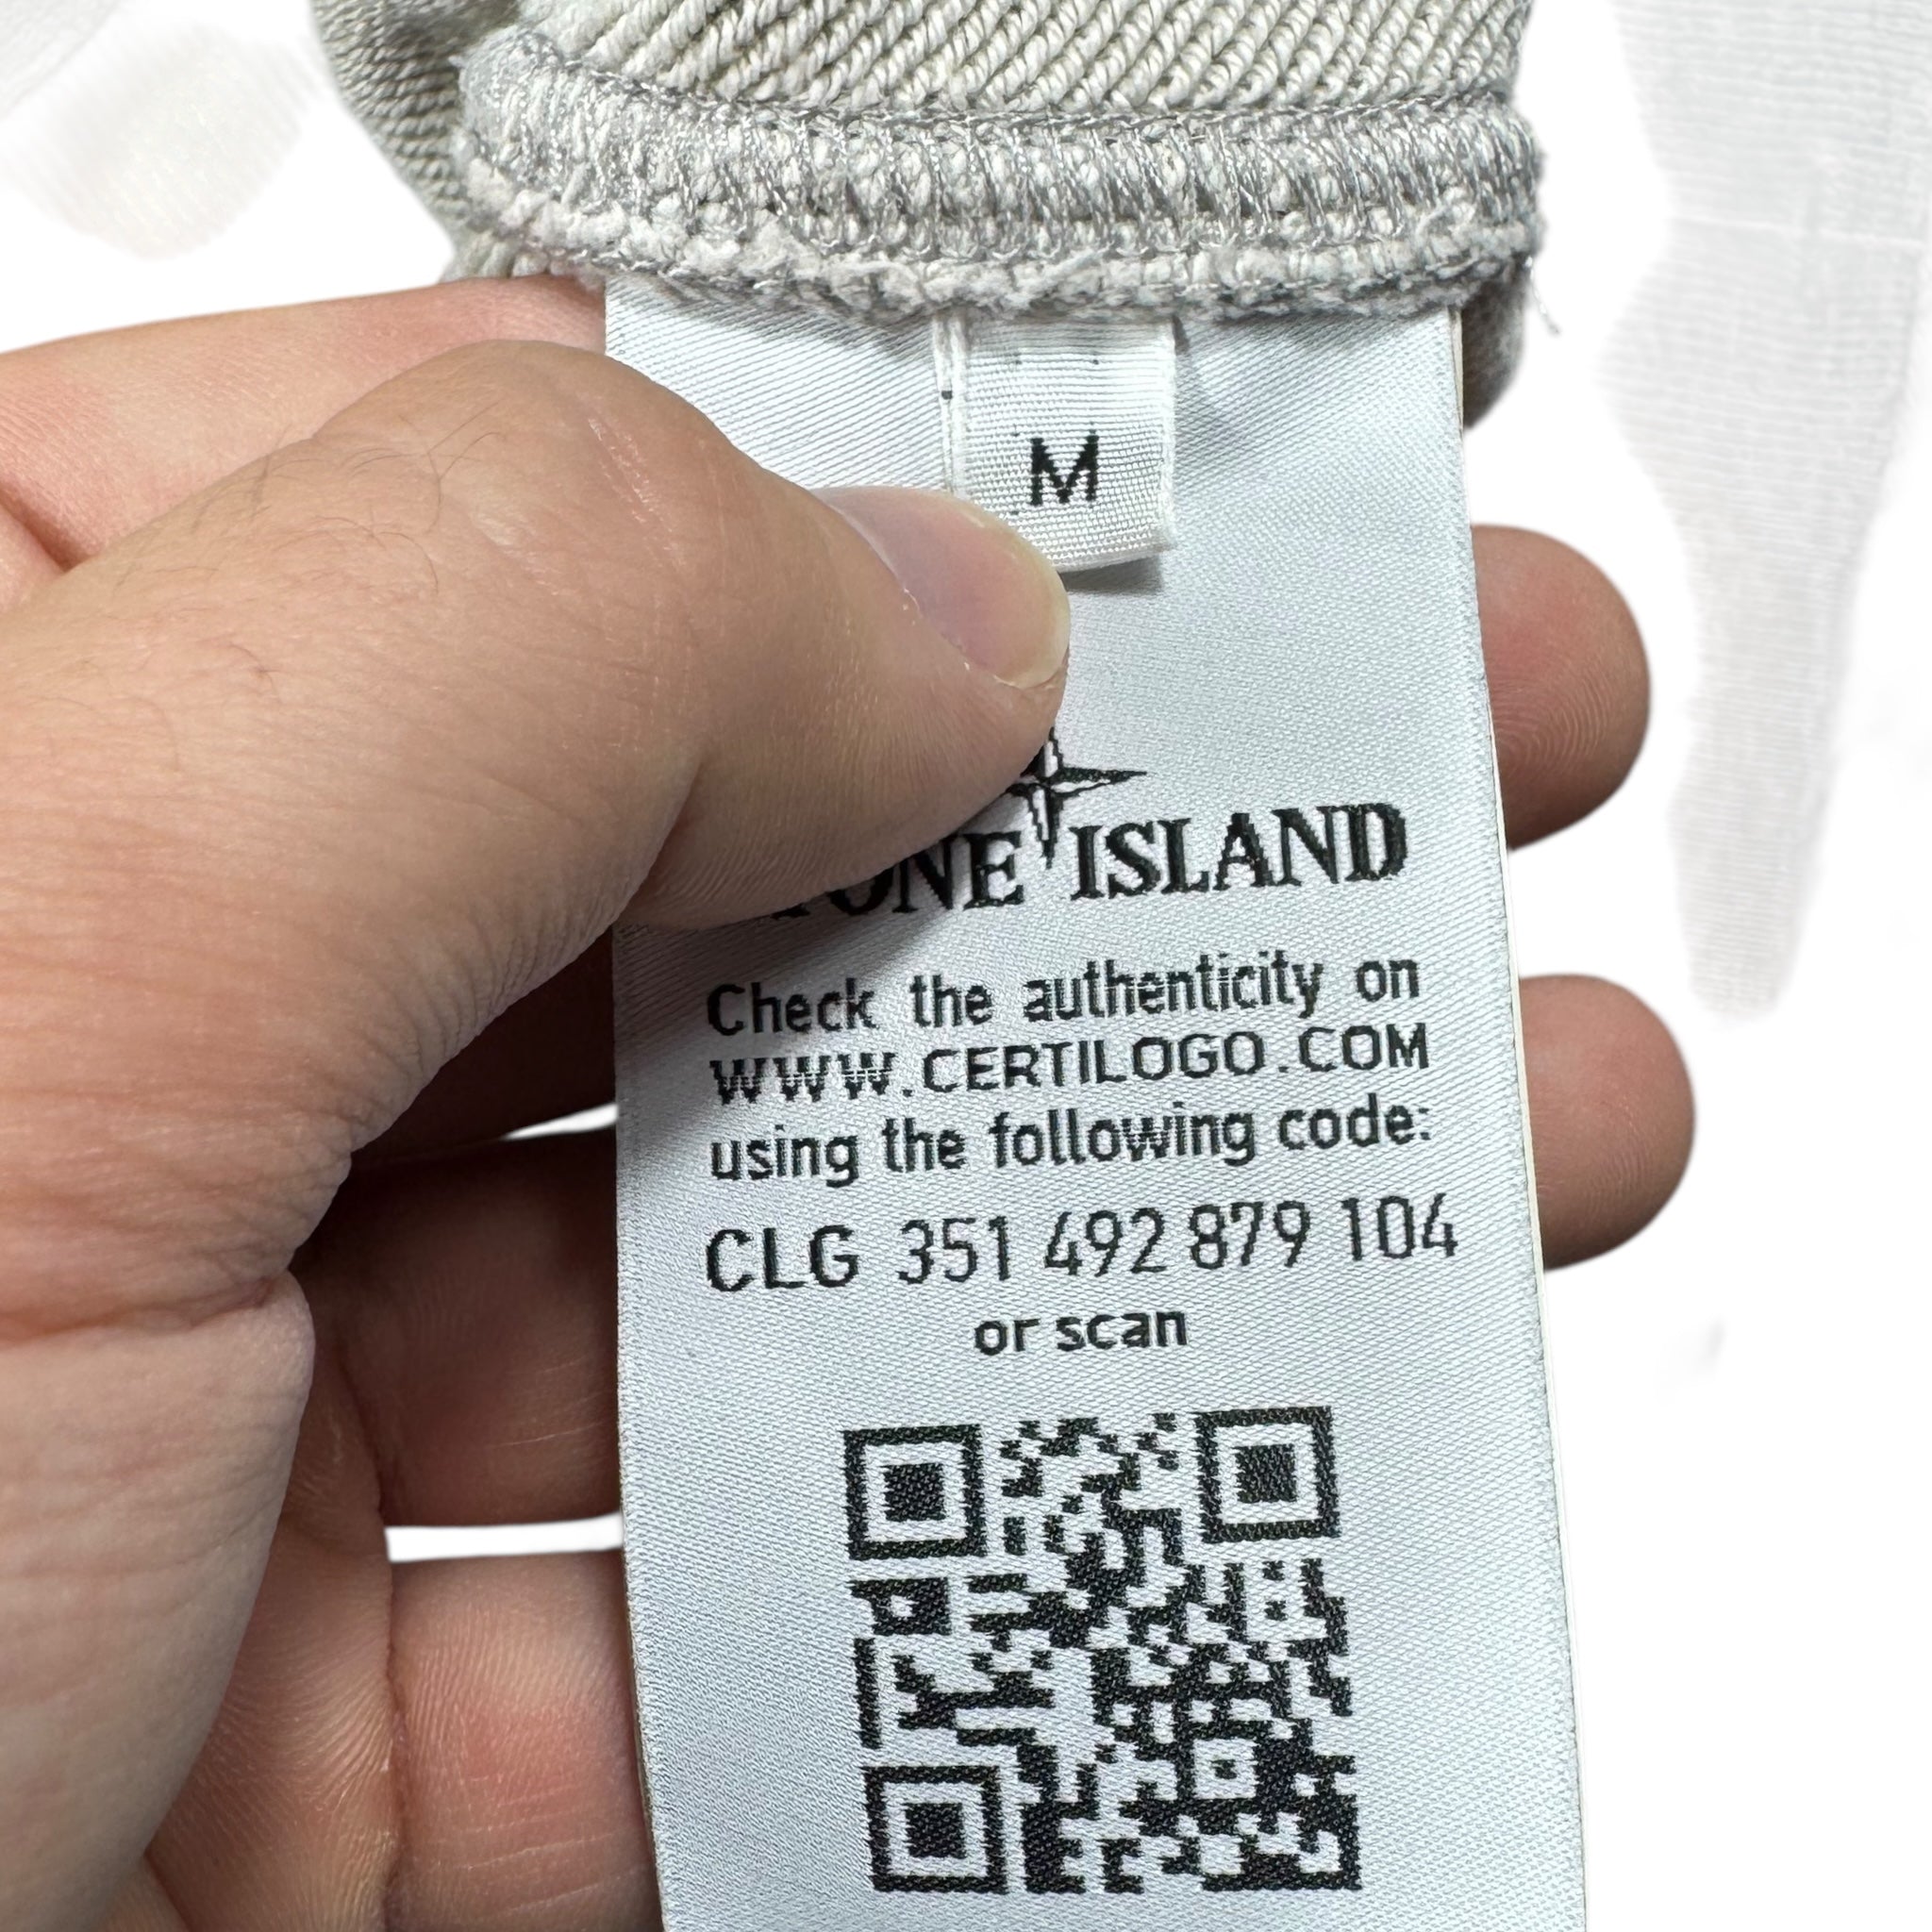 M
ISLAND
Check the authenticity on
WWW.CERTILOGO.COM
using the following code:
CLG 351 492 879 104
or scan